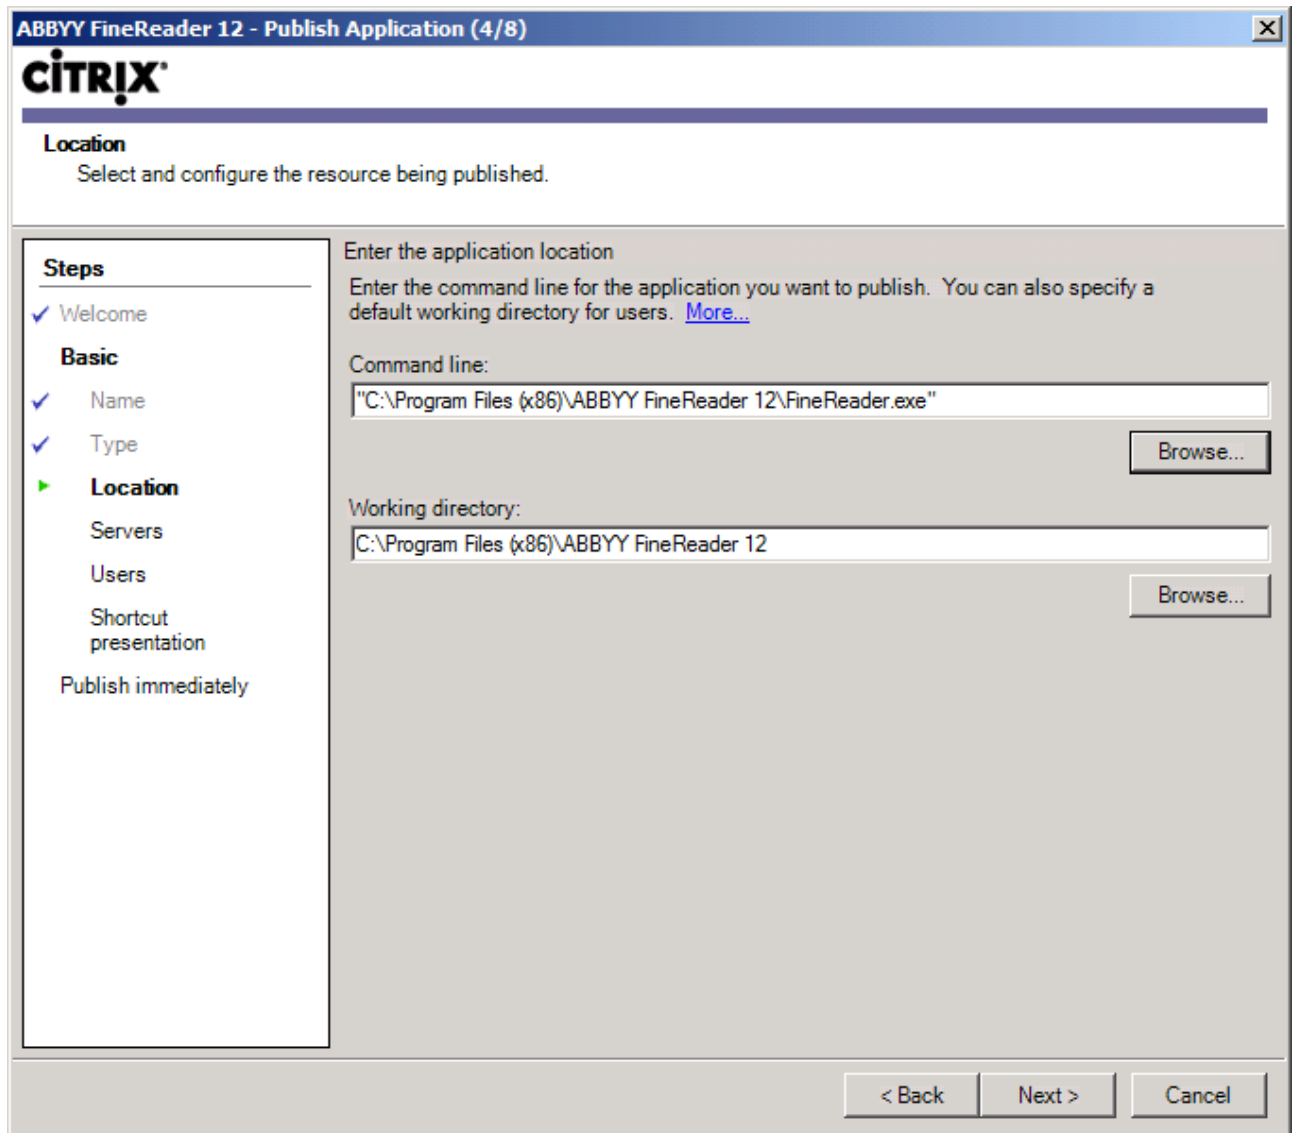 ABBYY FineReader 12 - Publish Application (4/8)
CİTRIX®
Location
Select and configure the resource being published.
Steps
Welcome
Basic
Name
Type
Location
Servers
Users
Shortcut
presentation
Publish immediately
Enter the application location
Enter the command line for the application you want to publish.  You can also specify a
default working directory for users.  More...
Command line:
"C:\Program Files (x86)\ABBYY FineReader 12\FineReader.exe"
Browse...
Working directory:
C:\Program Files (x86)\ABBYY FineReader 12
Browse...
< Back
Next >
Cancel